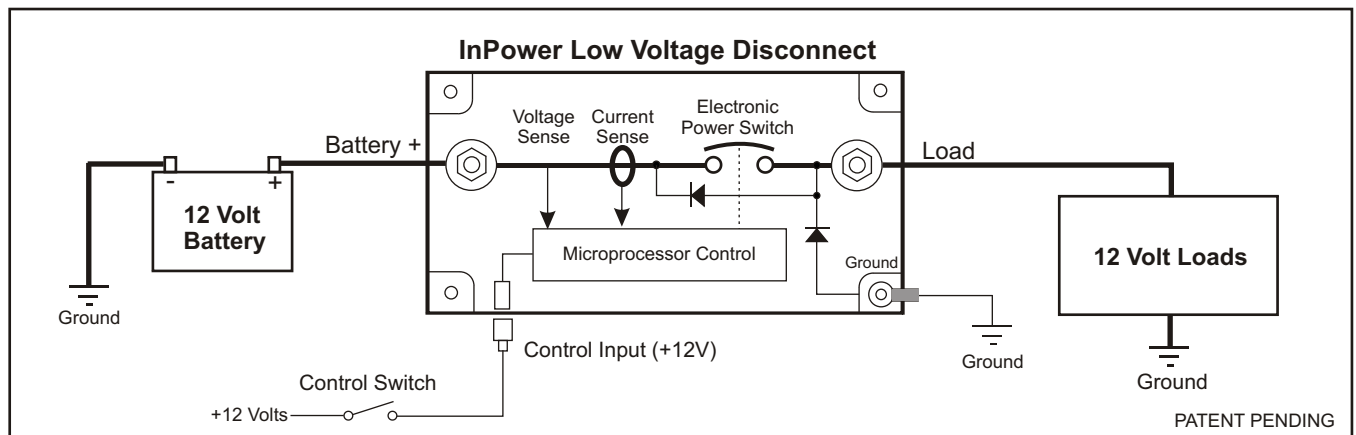 InPower Low Voltage Disconnect
Battery +
Voltage
Sense
Current
Sense
Electronic
Power Switch
Load
- +
12 Volt
Battery
Microprocessor Control
12 Volt Loads
Ground
Ground
Ground
Ground
Control Input (+12V)
Control Switch
+12 Volts
PATENT PENDING